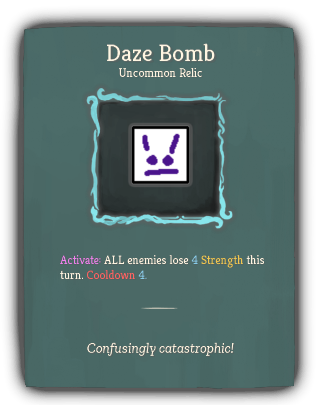 Daze Bomb
Uncommon Relic
Activate: ALL enemies lose 4 Strength this
turn. Cooldown 4.
Confusingly catastrophic!